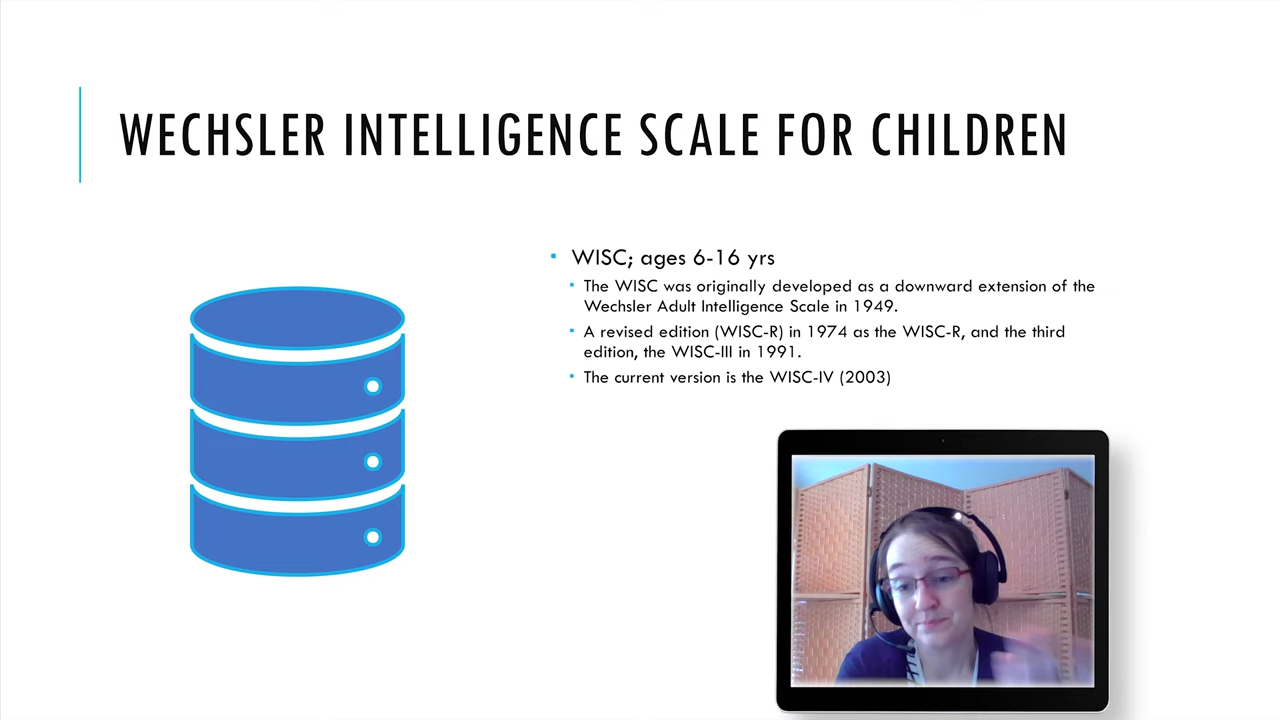 WECHSLER INTELLIGENCE SCALE FOR CHILDREN
WISC; ages 6-16 yrs
The WISC was originally developed as a downward extension of the
Wechsler Adult Intelligence Scale in 1949.
A revised edition (WISC-R) in 1974 as the WISC-R, and the third
edition, the WISC-III in 1991.
The current version is the WISC-IV (2003)